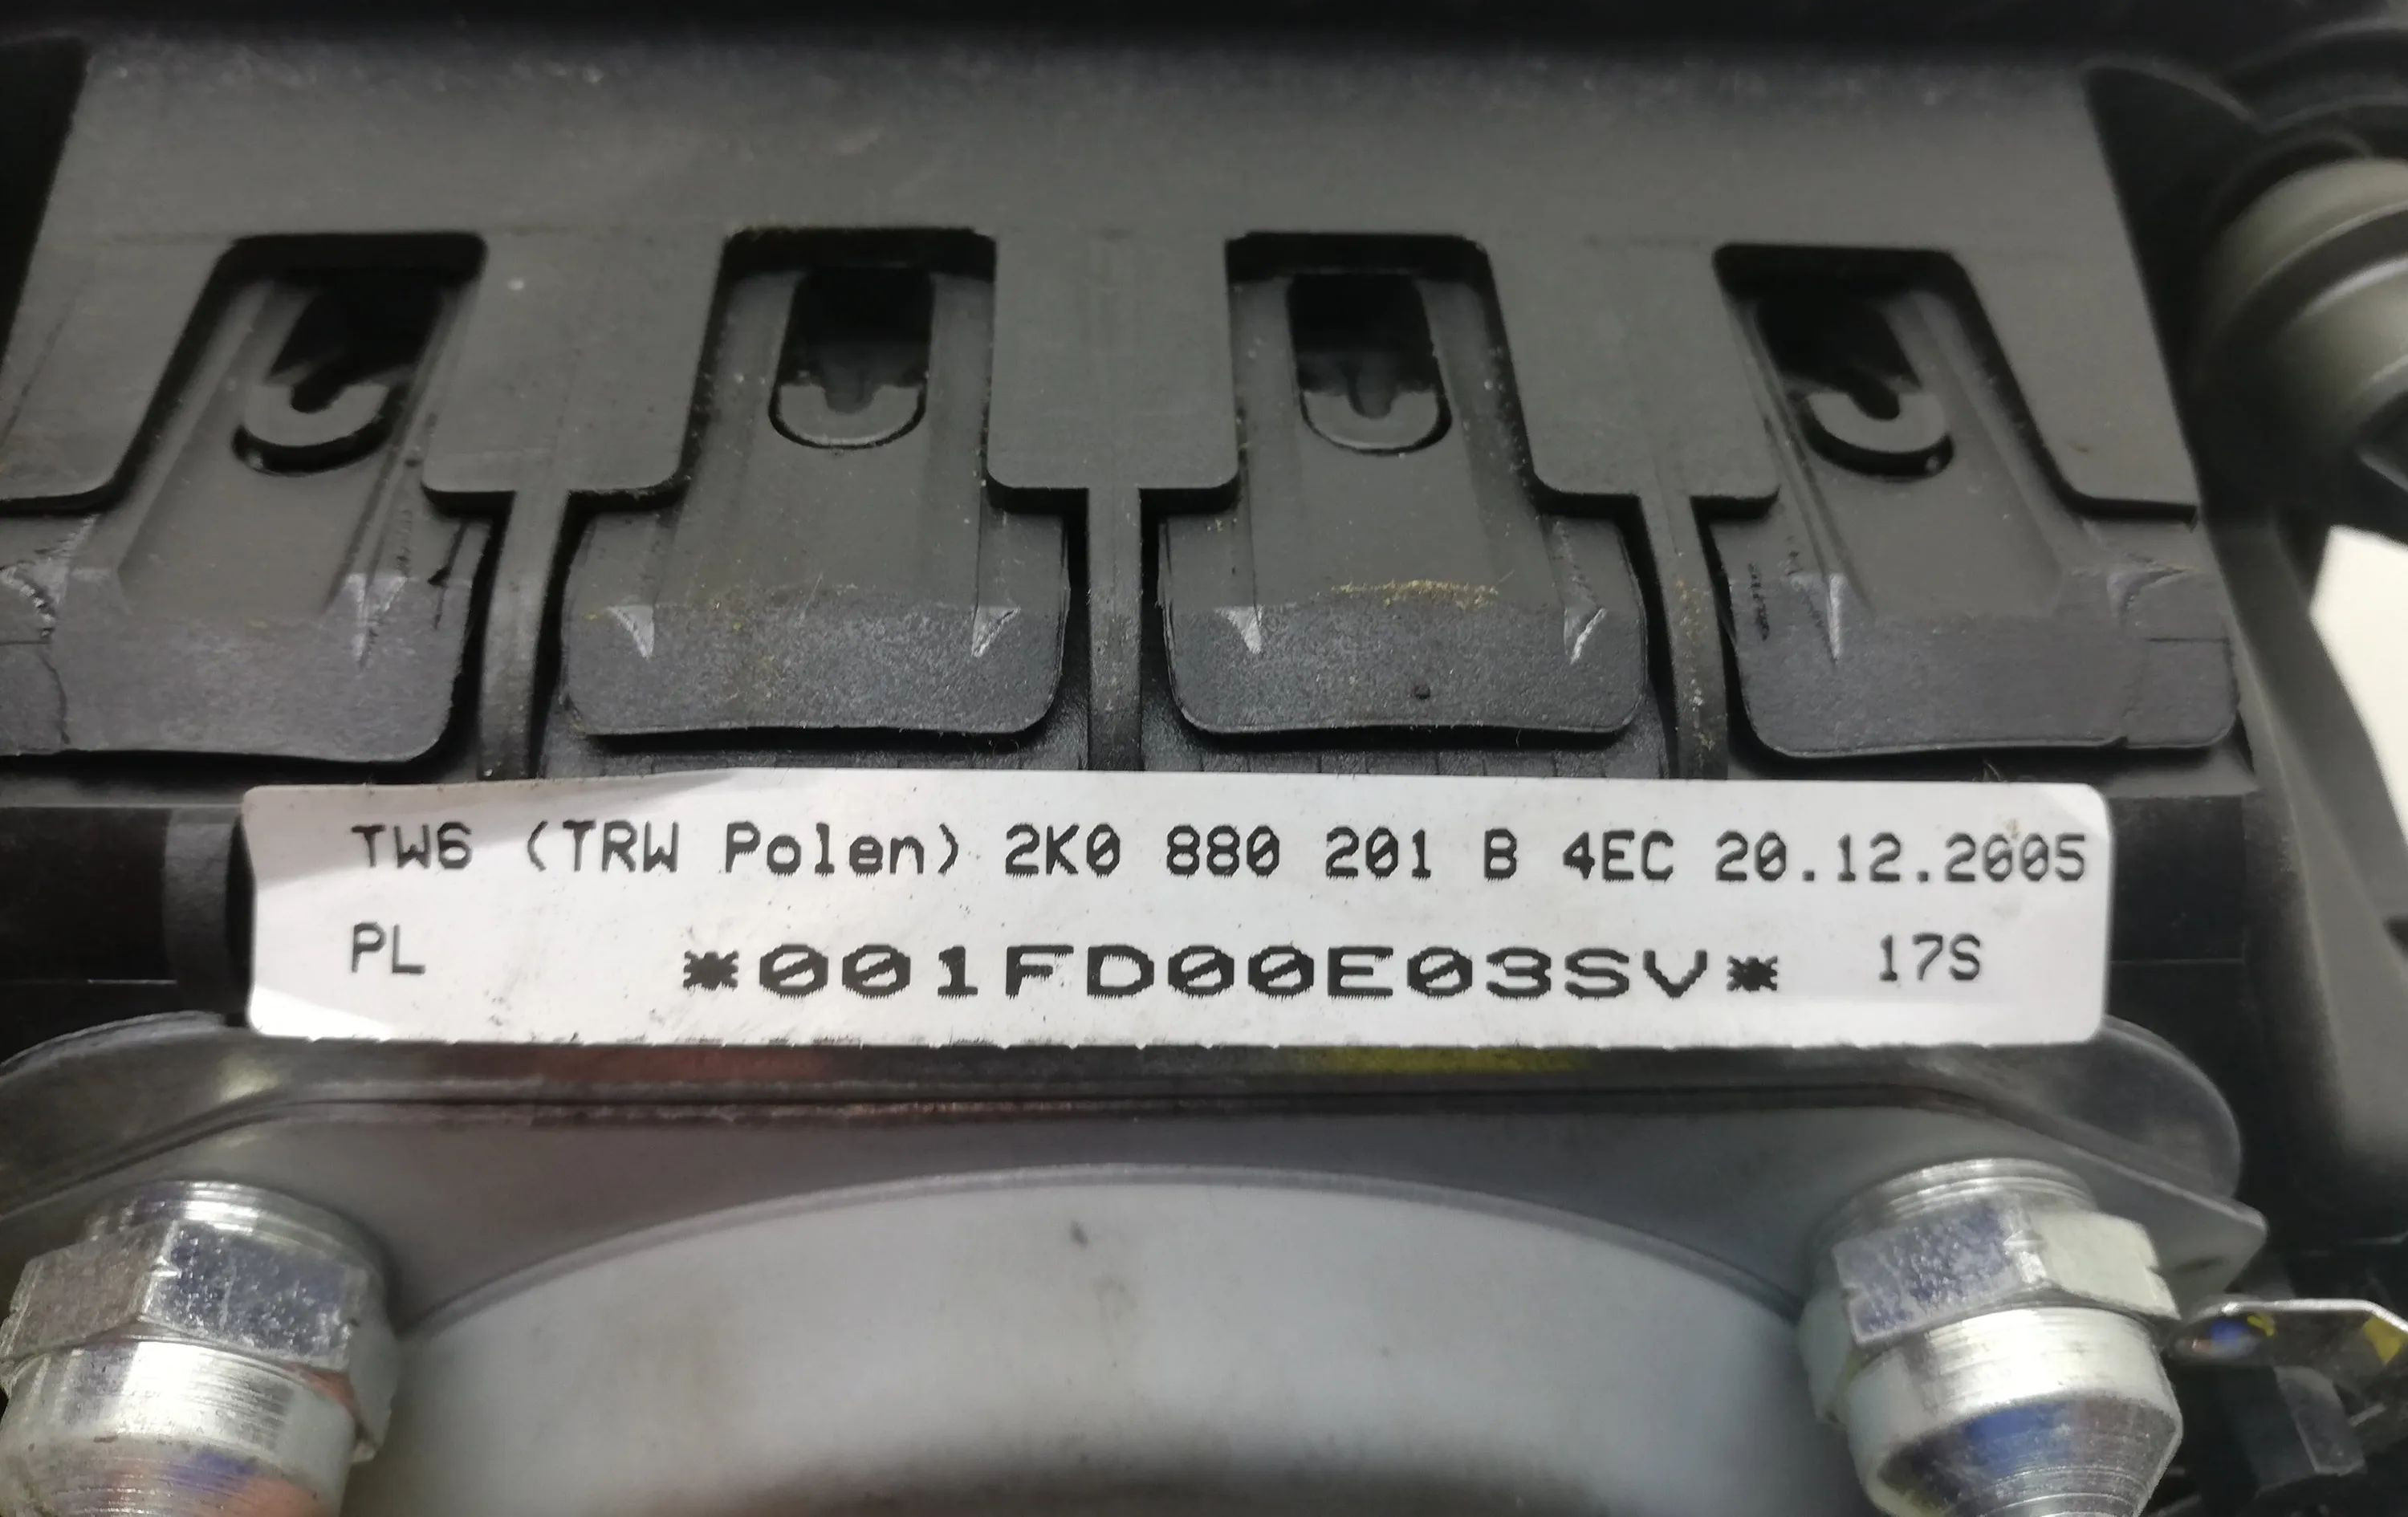 TW6 (TRW Polen) 2K0 880 201 B 4EC 20.12.2005
PL *001FD00E03SV* 17S